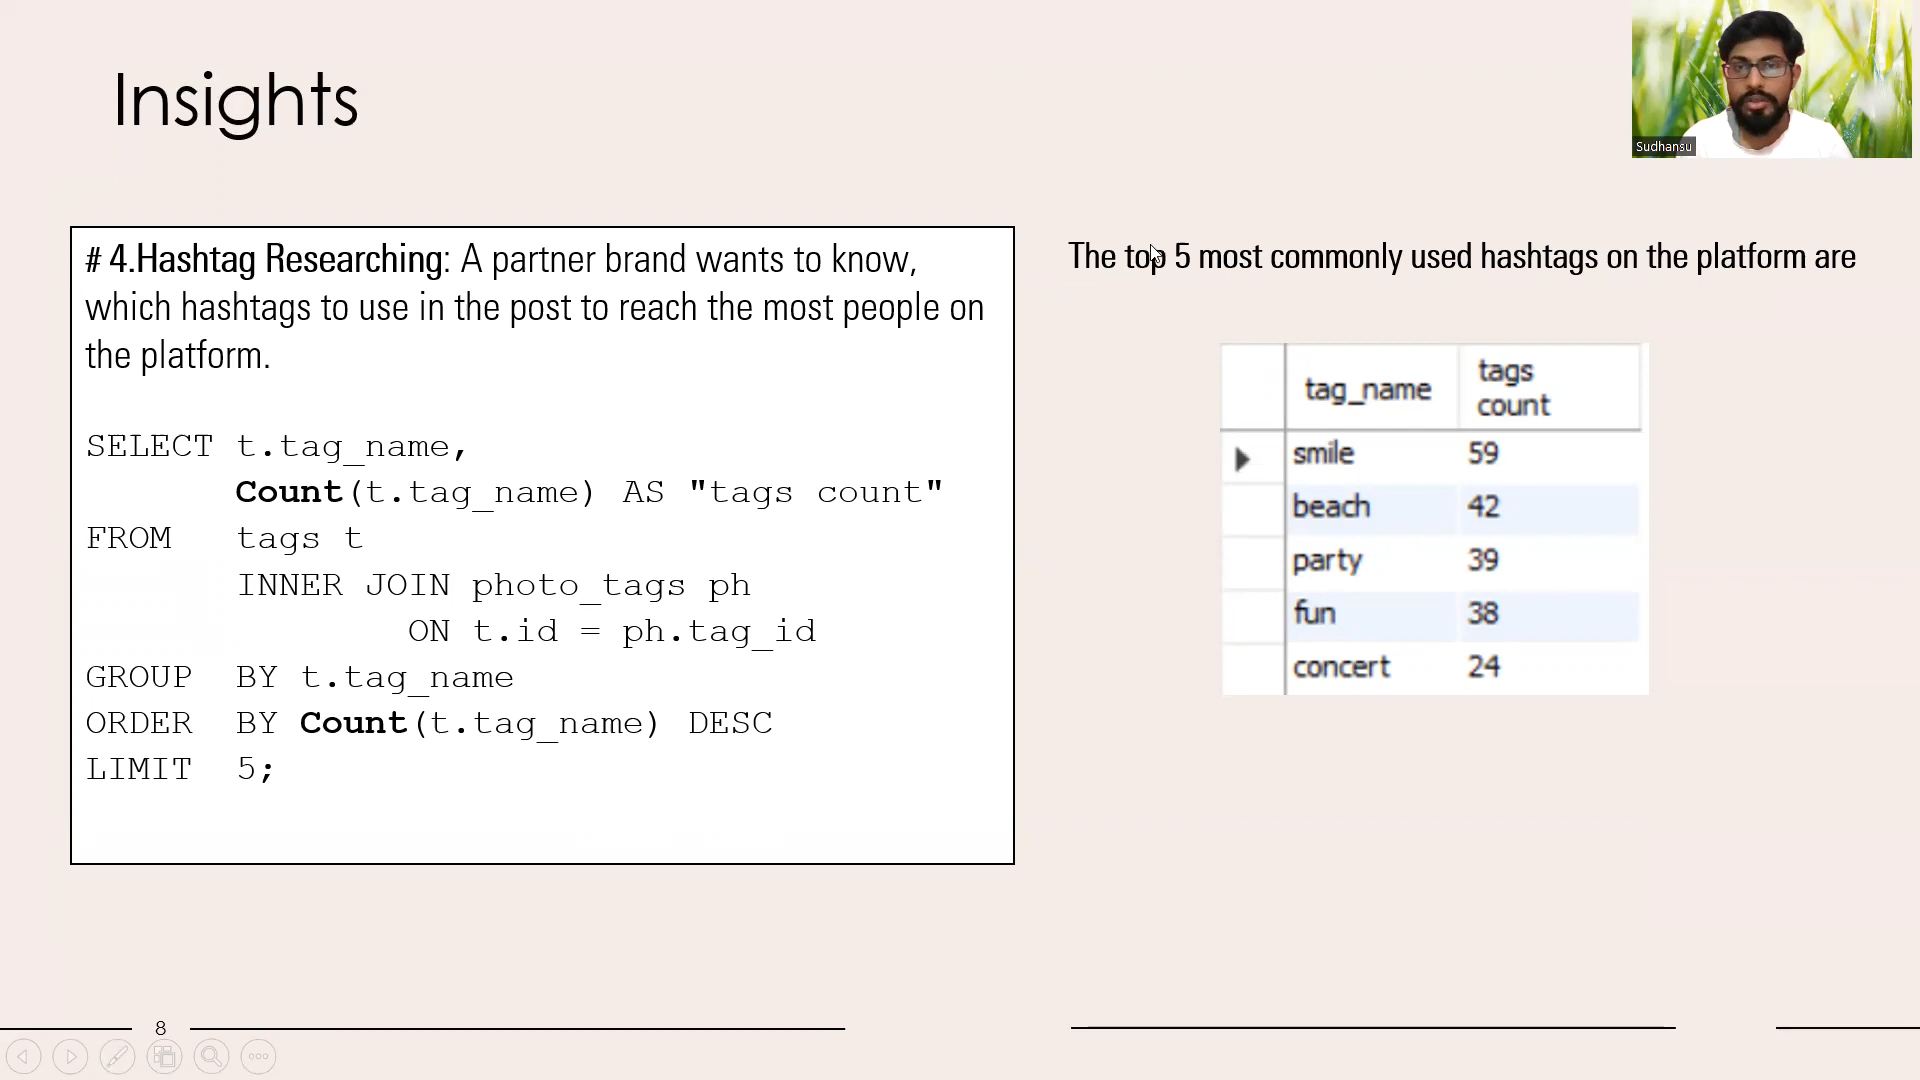 Insights
Sudhansu
# 4.Hashtag Researching: A partner brand wants to know,
which hashtags to use in the post to reach the most people on
the platform.
SELECT t.tag_name,
Count(t.tag_name) AS "tags count"
FROM tags t
INNER JOIN photo_tags ph
ON t.id = ph.tag_id
GROUP BY t.tag_name
ORDER BY Count(t.tag_name) DESC
LIMIT 5;
The top 5 most commonly used hashtags on the platform are
tag_name tags count
smile 59
beach 42
party 39
fun 38
concert 24
8